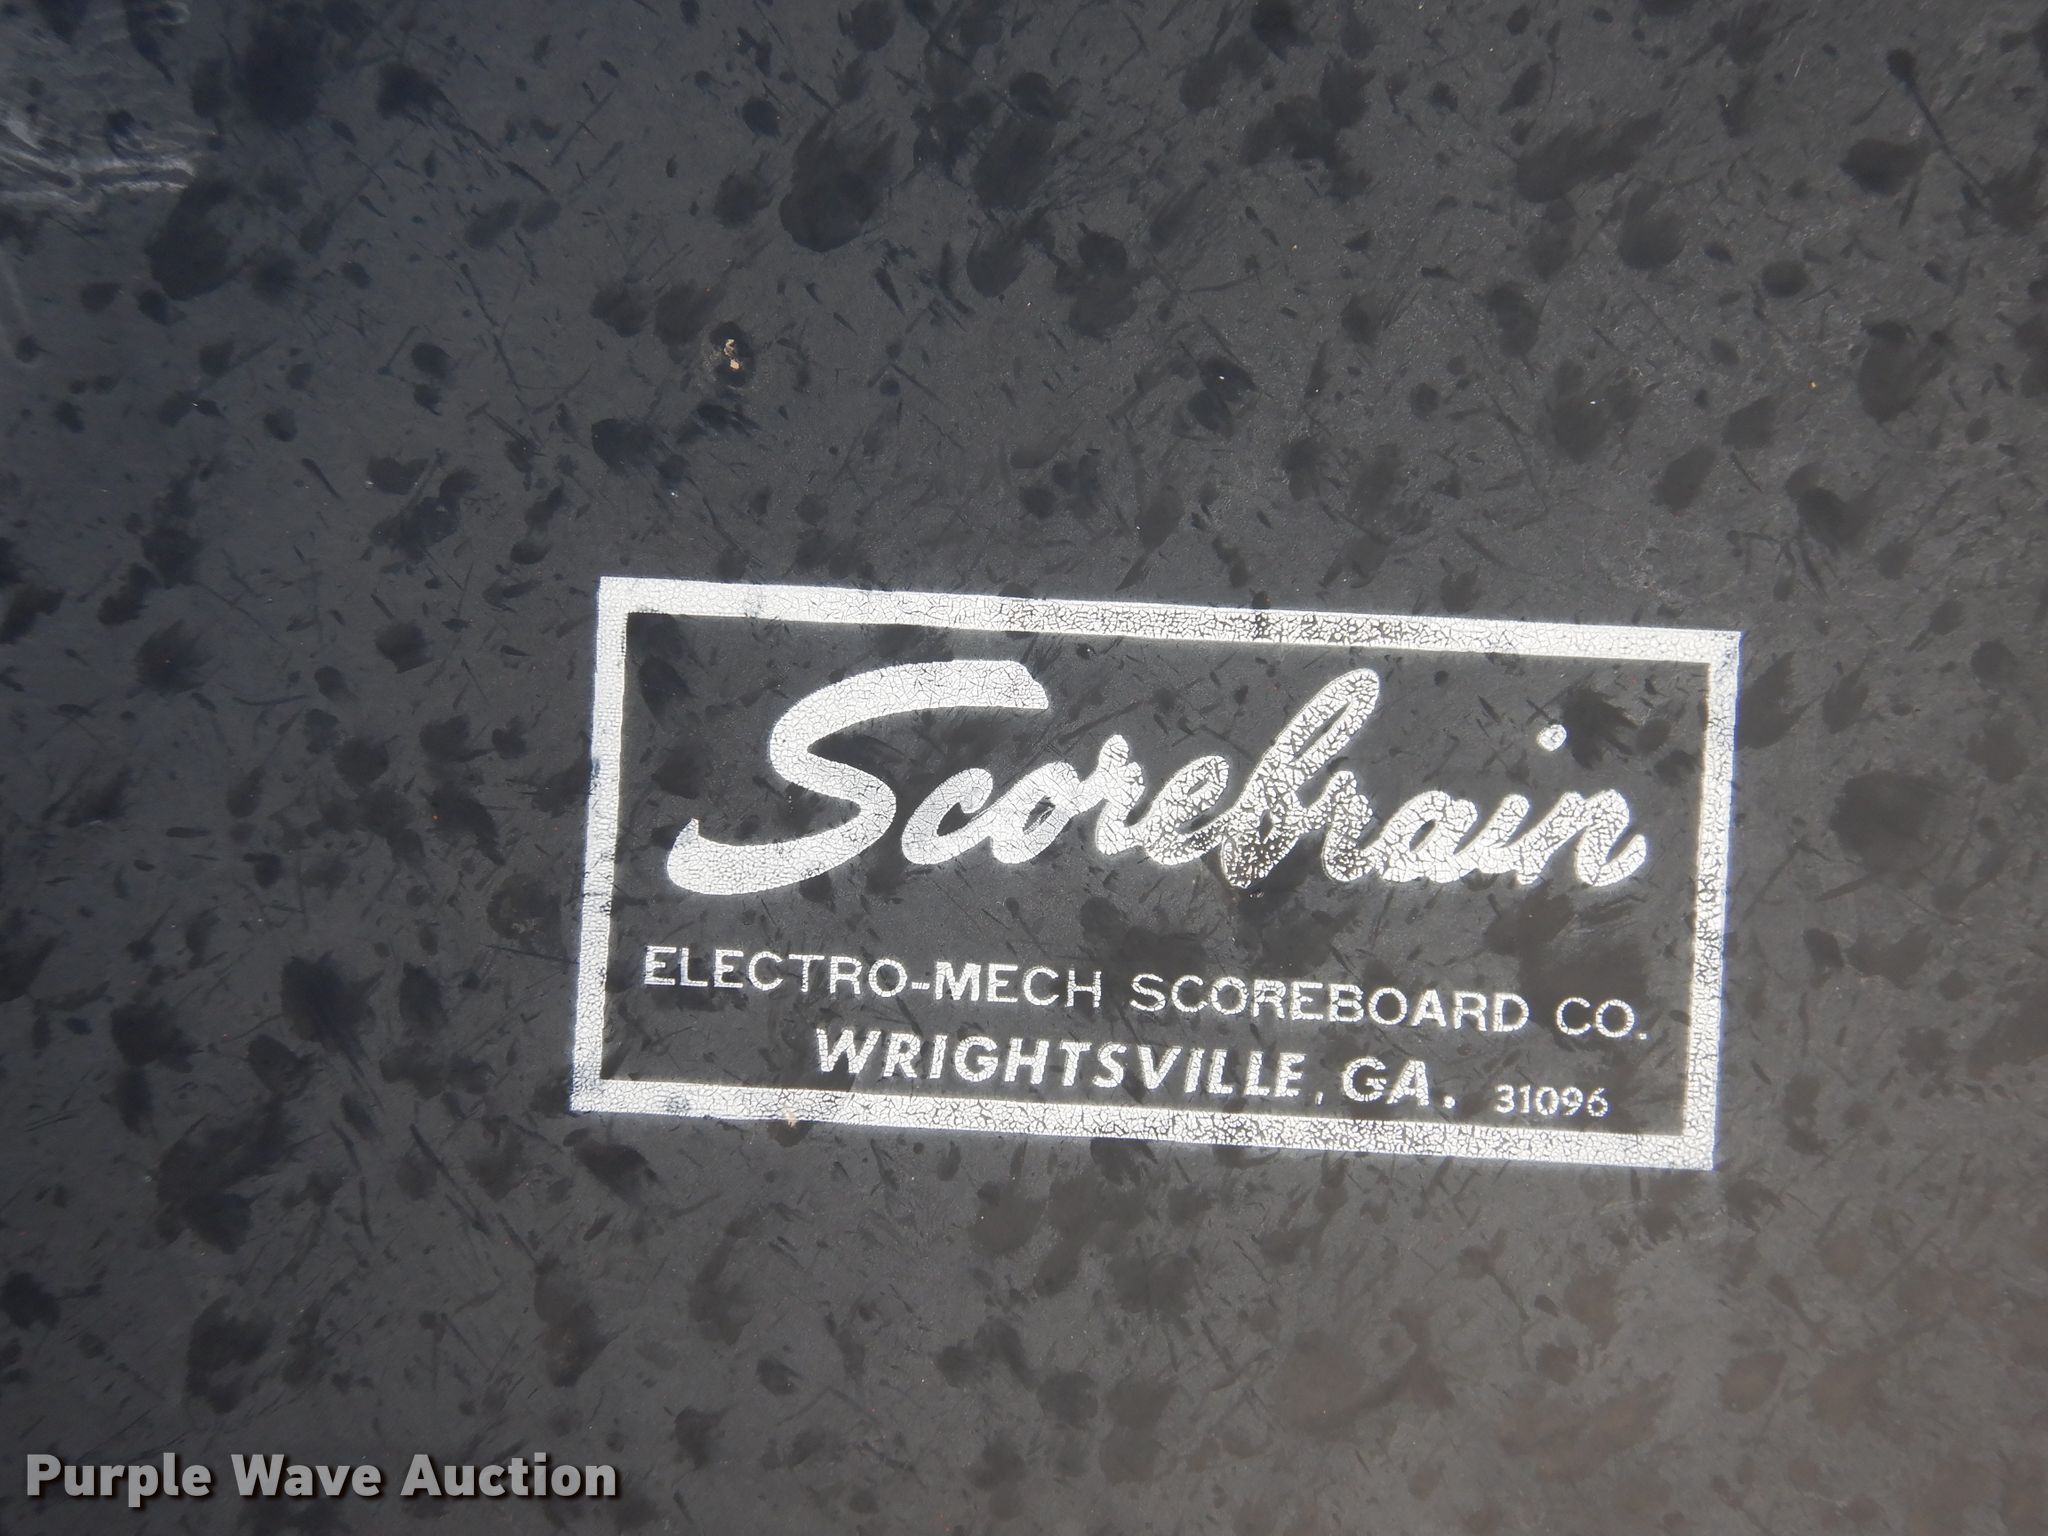 Scorebrain
ELECTRO-MECH SCOREBOARD CO.
WRIGHTSVILLE, GA. 31096
Purple Wave Auction